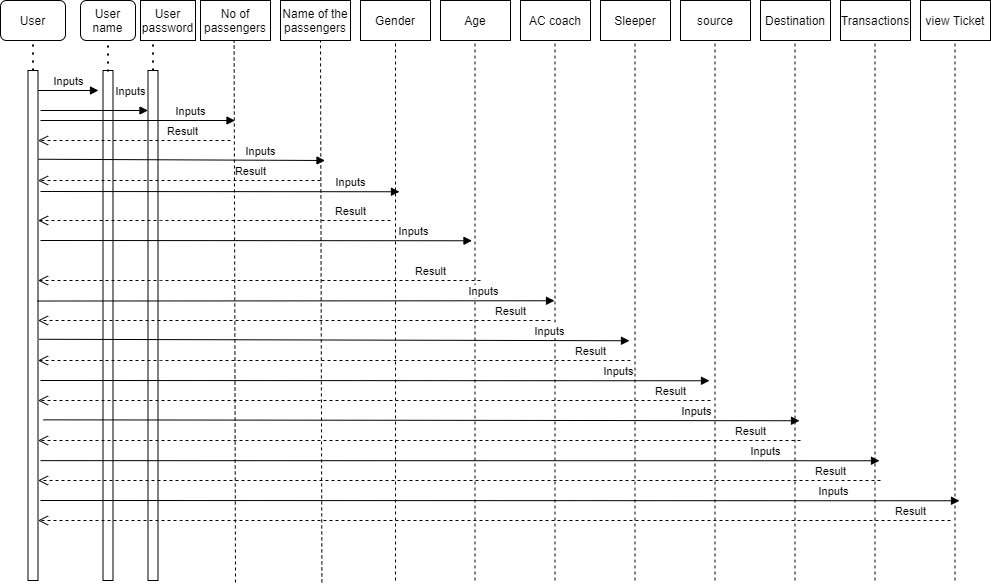 User
User
name
User
password
No of
passengers
Name of the
passengers
Gender
Age
AC coach
Sleeper
source
Destination
Transactions
view Ticket
Inputs
Inputs
Inputs
Result
Inputs
Result
Inputs
Result
Inputs
Result
Inputs
Result
Inputs
Result
Inputs
Result
Inputs
Result
Inputs
Result
Inputs
Result